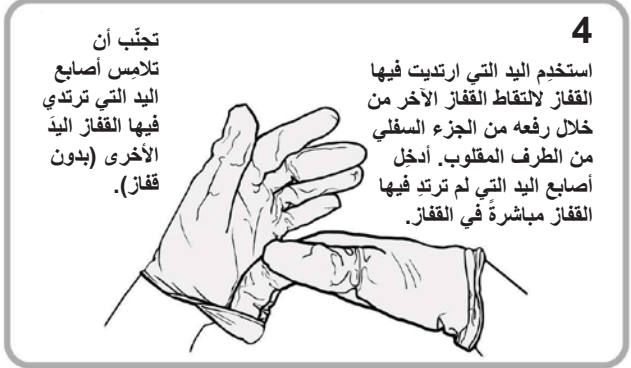 4
استخدِم اليد التي ارتديت فيها
القفاز لالتقاط القفاز الآخر من
خلال رفعه من الجزء السفلي
من الطرف المقلوب. أدخل
أصابع اليد التي لم ترتدِ فيها
القفاز مباشرةً في القفاز.
تجنّب أن
تلامِس أصابع
اليد التي ترتدي
فيها القفاز اليدَ
الأخرى (بدون
قفاز).